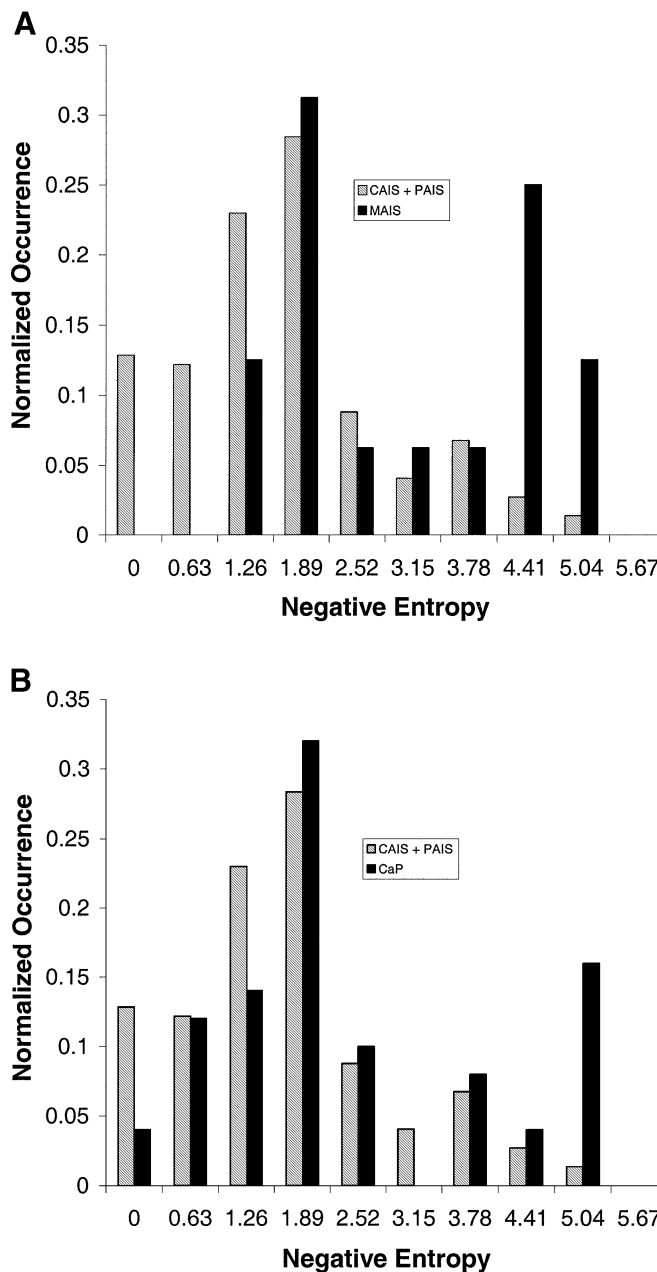 A
0.35
0.3
0.25
0.2
0.15
0.1
0.05
0
Normalized Occurrence
CAIS + PAIS
MAIS
0 0.63 1.26 1.89 2.52 3.15 3.78 4.41 5.04 5.67
Negative Entropy
B
0.35
0.3
0.25
0.2
0.15
0.1
0.05
0
Normalized Occurrence
CAIS + PAIS
CaP
0 0.63 1.26 1.89 2.52 3.15 3.78 4.41 5.04 5.67
Negative Entropy